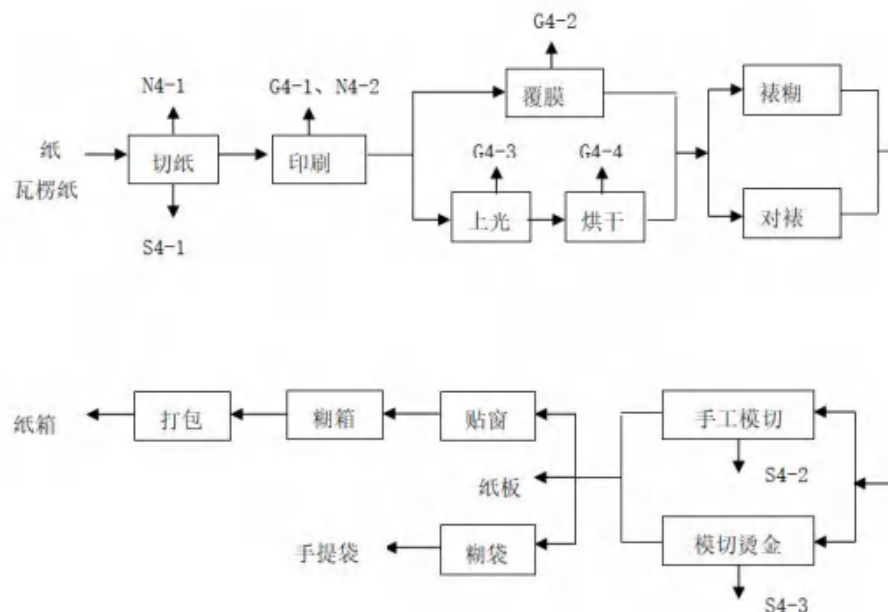 G4-2
N4-1
G4-1、N4-2
覆膜
裱糊
纸
切纸
印刷
G4-3
G4-4
瓦楞纸
上光
烘干
对裱
S4-1
纸箱
打包
糊箱
贴窗
手工模切
纸板
S4-2
手提袋
糊袋
模切烫金
S4-3